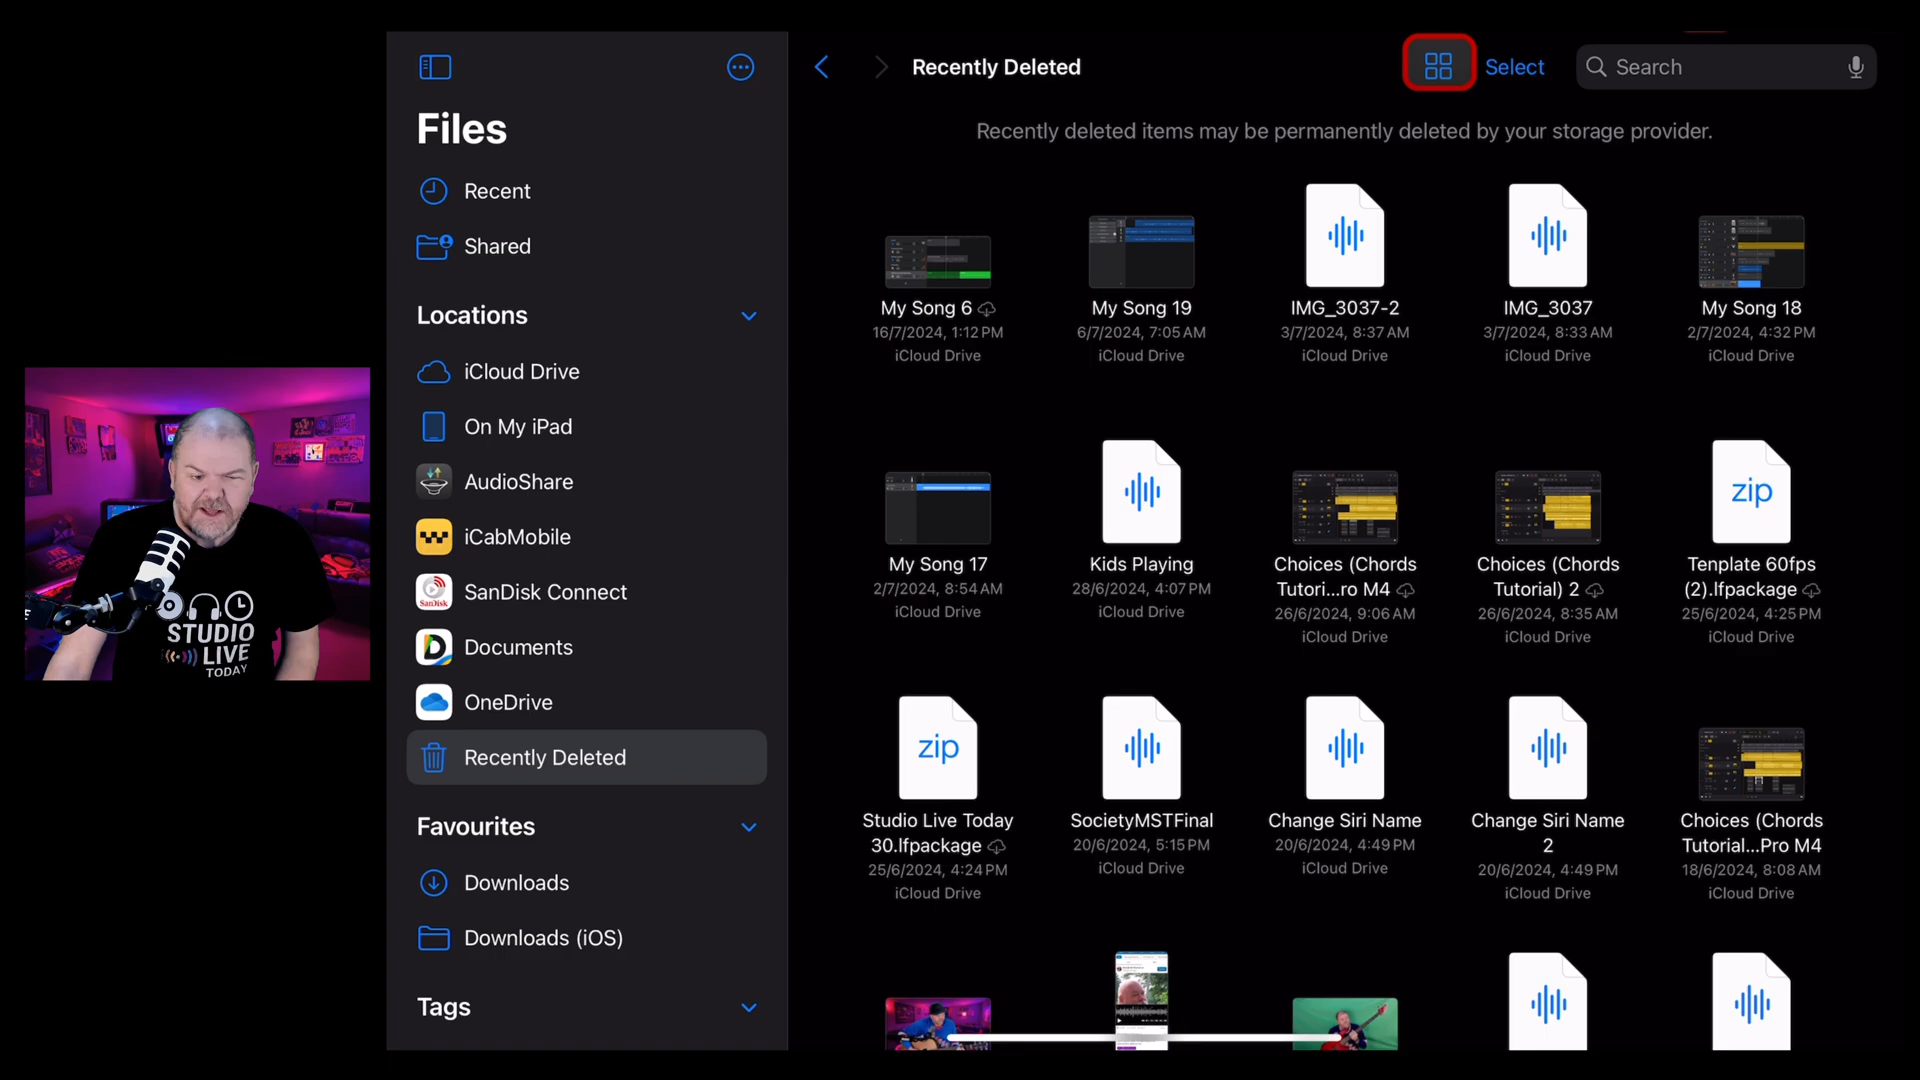 Files
Recent
Shared
Locations
iCloud Drive
On My iPad
AudioShare
iCabMobile
SanDisk
SanDisk Connect
Documents
OneDrive
Recently Deleted
Favourites
Downloads
Downloads (iOS)
Tags
STUDIO
LIVE
TODAY
Recently Deleted
Select
Search
Recently deleted items may be permanently deleted by your storage provider.
My Song 6
16/7/2024, 1:12 PM
iCloud Drive
My Song 19
6/7/2024, 7:05 AM
iCloud Drive
IMG_3037-2
3/7/2024, 8:37 AM
iCloud Drive
IMG_3037
3/7/2024, 8:33 AM
iCloud Drive
My Song 18
2/7/2024, 4:32 PM
iCloud Drive
My Song 17
2/7/2024, 8:54 AM
iCloud Drive
Kids Playing
28/6/2024, 4:07 PM
iCloud Drive
Choices (Chords
Tutori...ro M4
26/6/2024, 9:06 AM
iCloud Drive
Choices (Chords
Tutorial) 2
26/6/2024, 8:35 AM
iCloud Drive
zip
Tenplate 60fps
(2).lfpackage
25/6/2024, 4:25 PM
iCloud Drive
zip
Studio Live Today
30.lfpackage
25/6/2024, 4:24 PM
iCloud Drive
SocietyMSTFinal
20/6/2024, 5:15 PM
iCloud Drive
Change Siri Name
20/6/2024, 4:49 PM
iCloud Drive
Change Siri Name
2
20/6/2024, 4:49 PM
iCloud Drive
Choices (Chords
Tutorial...Pro M4
18/6/2024, 8:08 AM
iCloud Drive